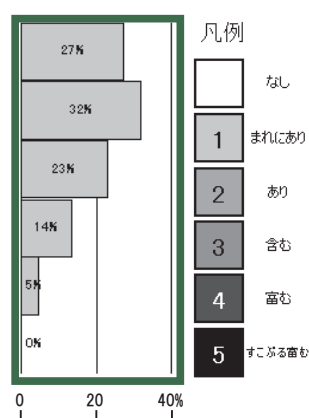 凡例
27%
32%
23%
14%
5%
0%
0 20 40%
なし
1 まれにあり
2 あり
3 含む
4 富む
5 すこぶる富む